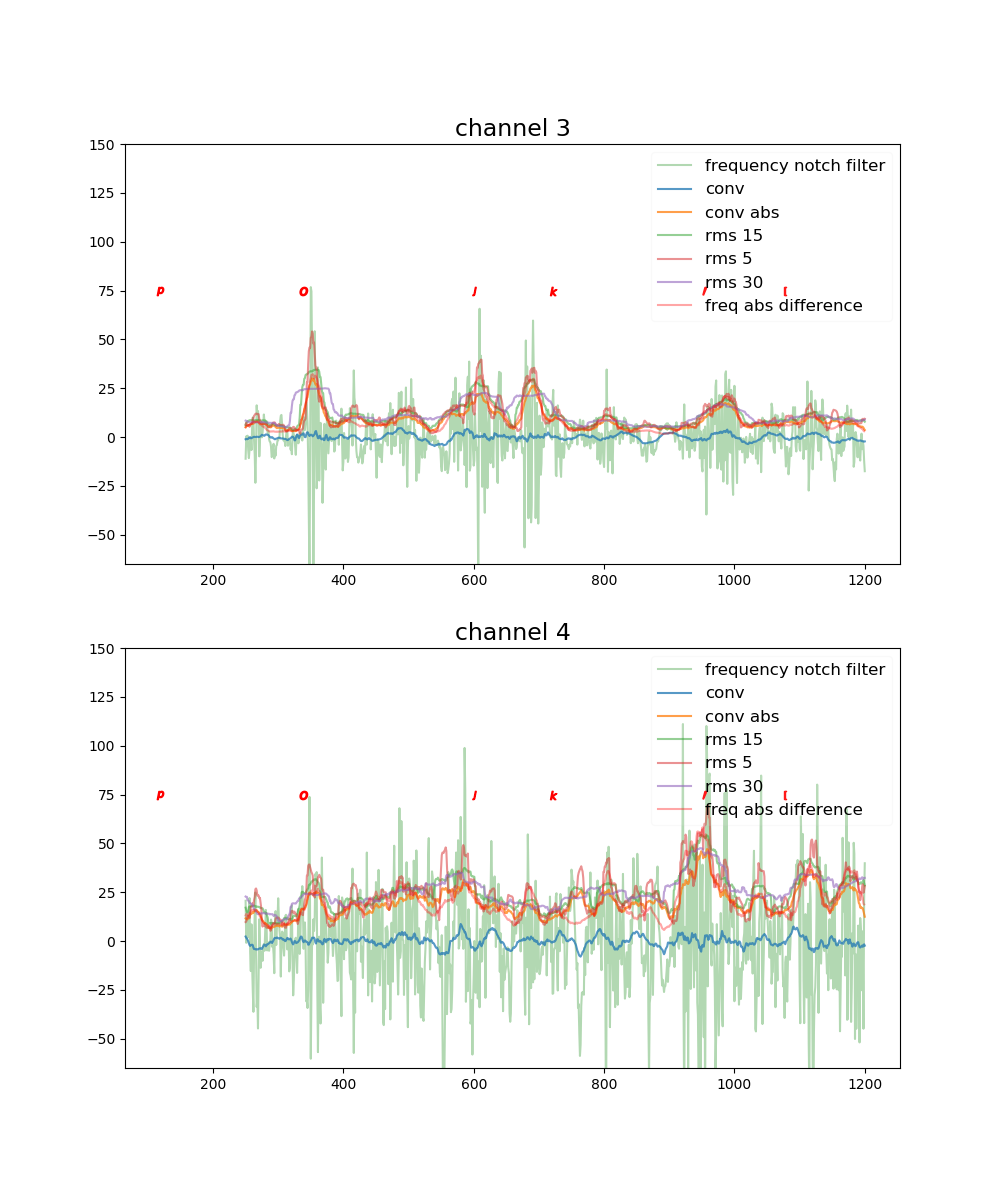 channel 3
150
125
100
75
50
25
0
−25
−50
frequency notch filter
conv
conv abs
rms 15
rms 5
rms 30
freq abs difference
p O k
200 400 600 800 1000 1200
channel 4
150
125
100
75
50
25
0
−25
−50
frequency notch filter
conv
conv abs
rms 15
rms 5
rms 30
freq abs difference
p O k
200 400 600 800 1000 1200